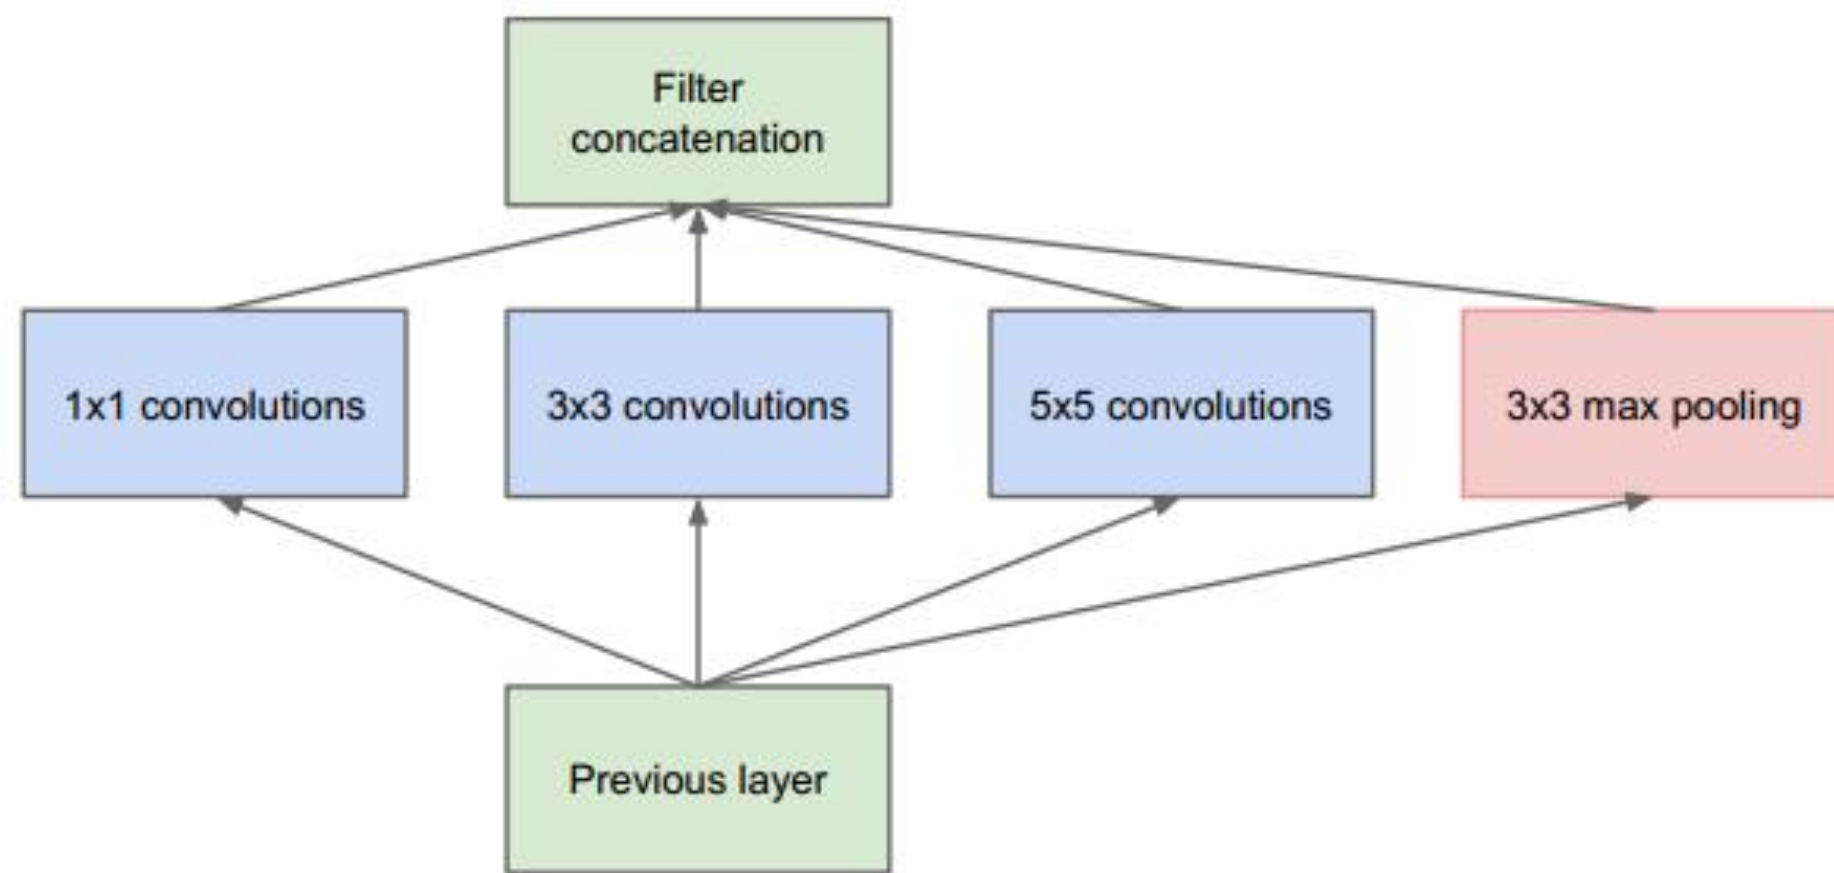 Filter
concatenation
1x1 convolutions
3x3 convolutions
5x5 convolutions
3x3 max pooling
Previous layer